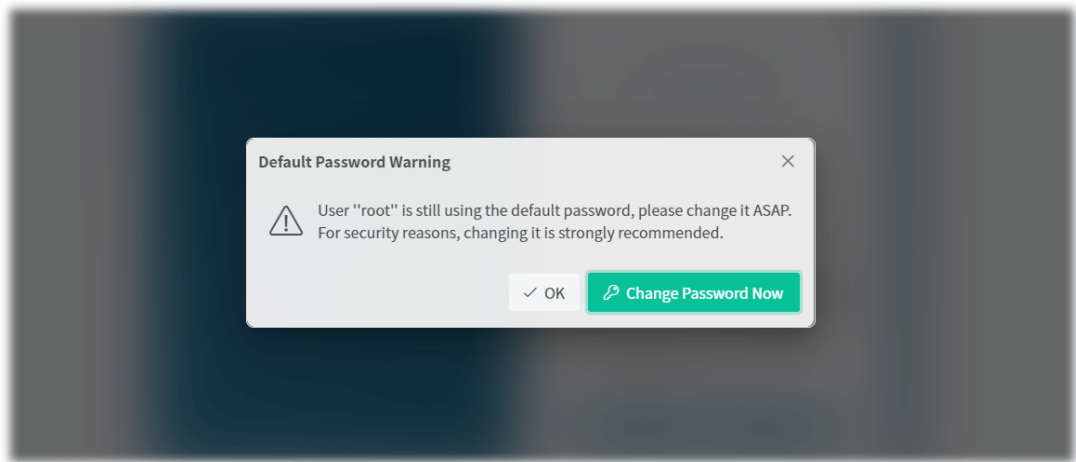 Default Password Warning
User "root" is still using the default password, please change it ASAP.
For security reasons, changing it is strongly recommended.
OK
Change Password Now